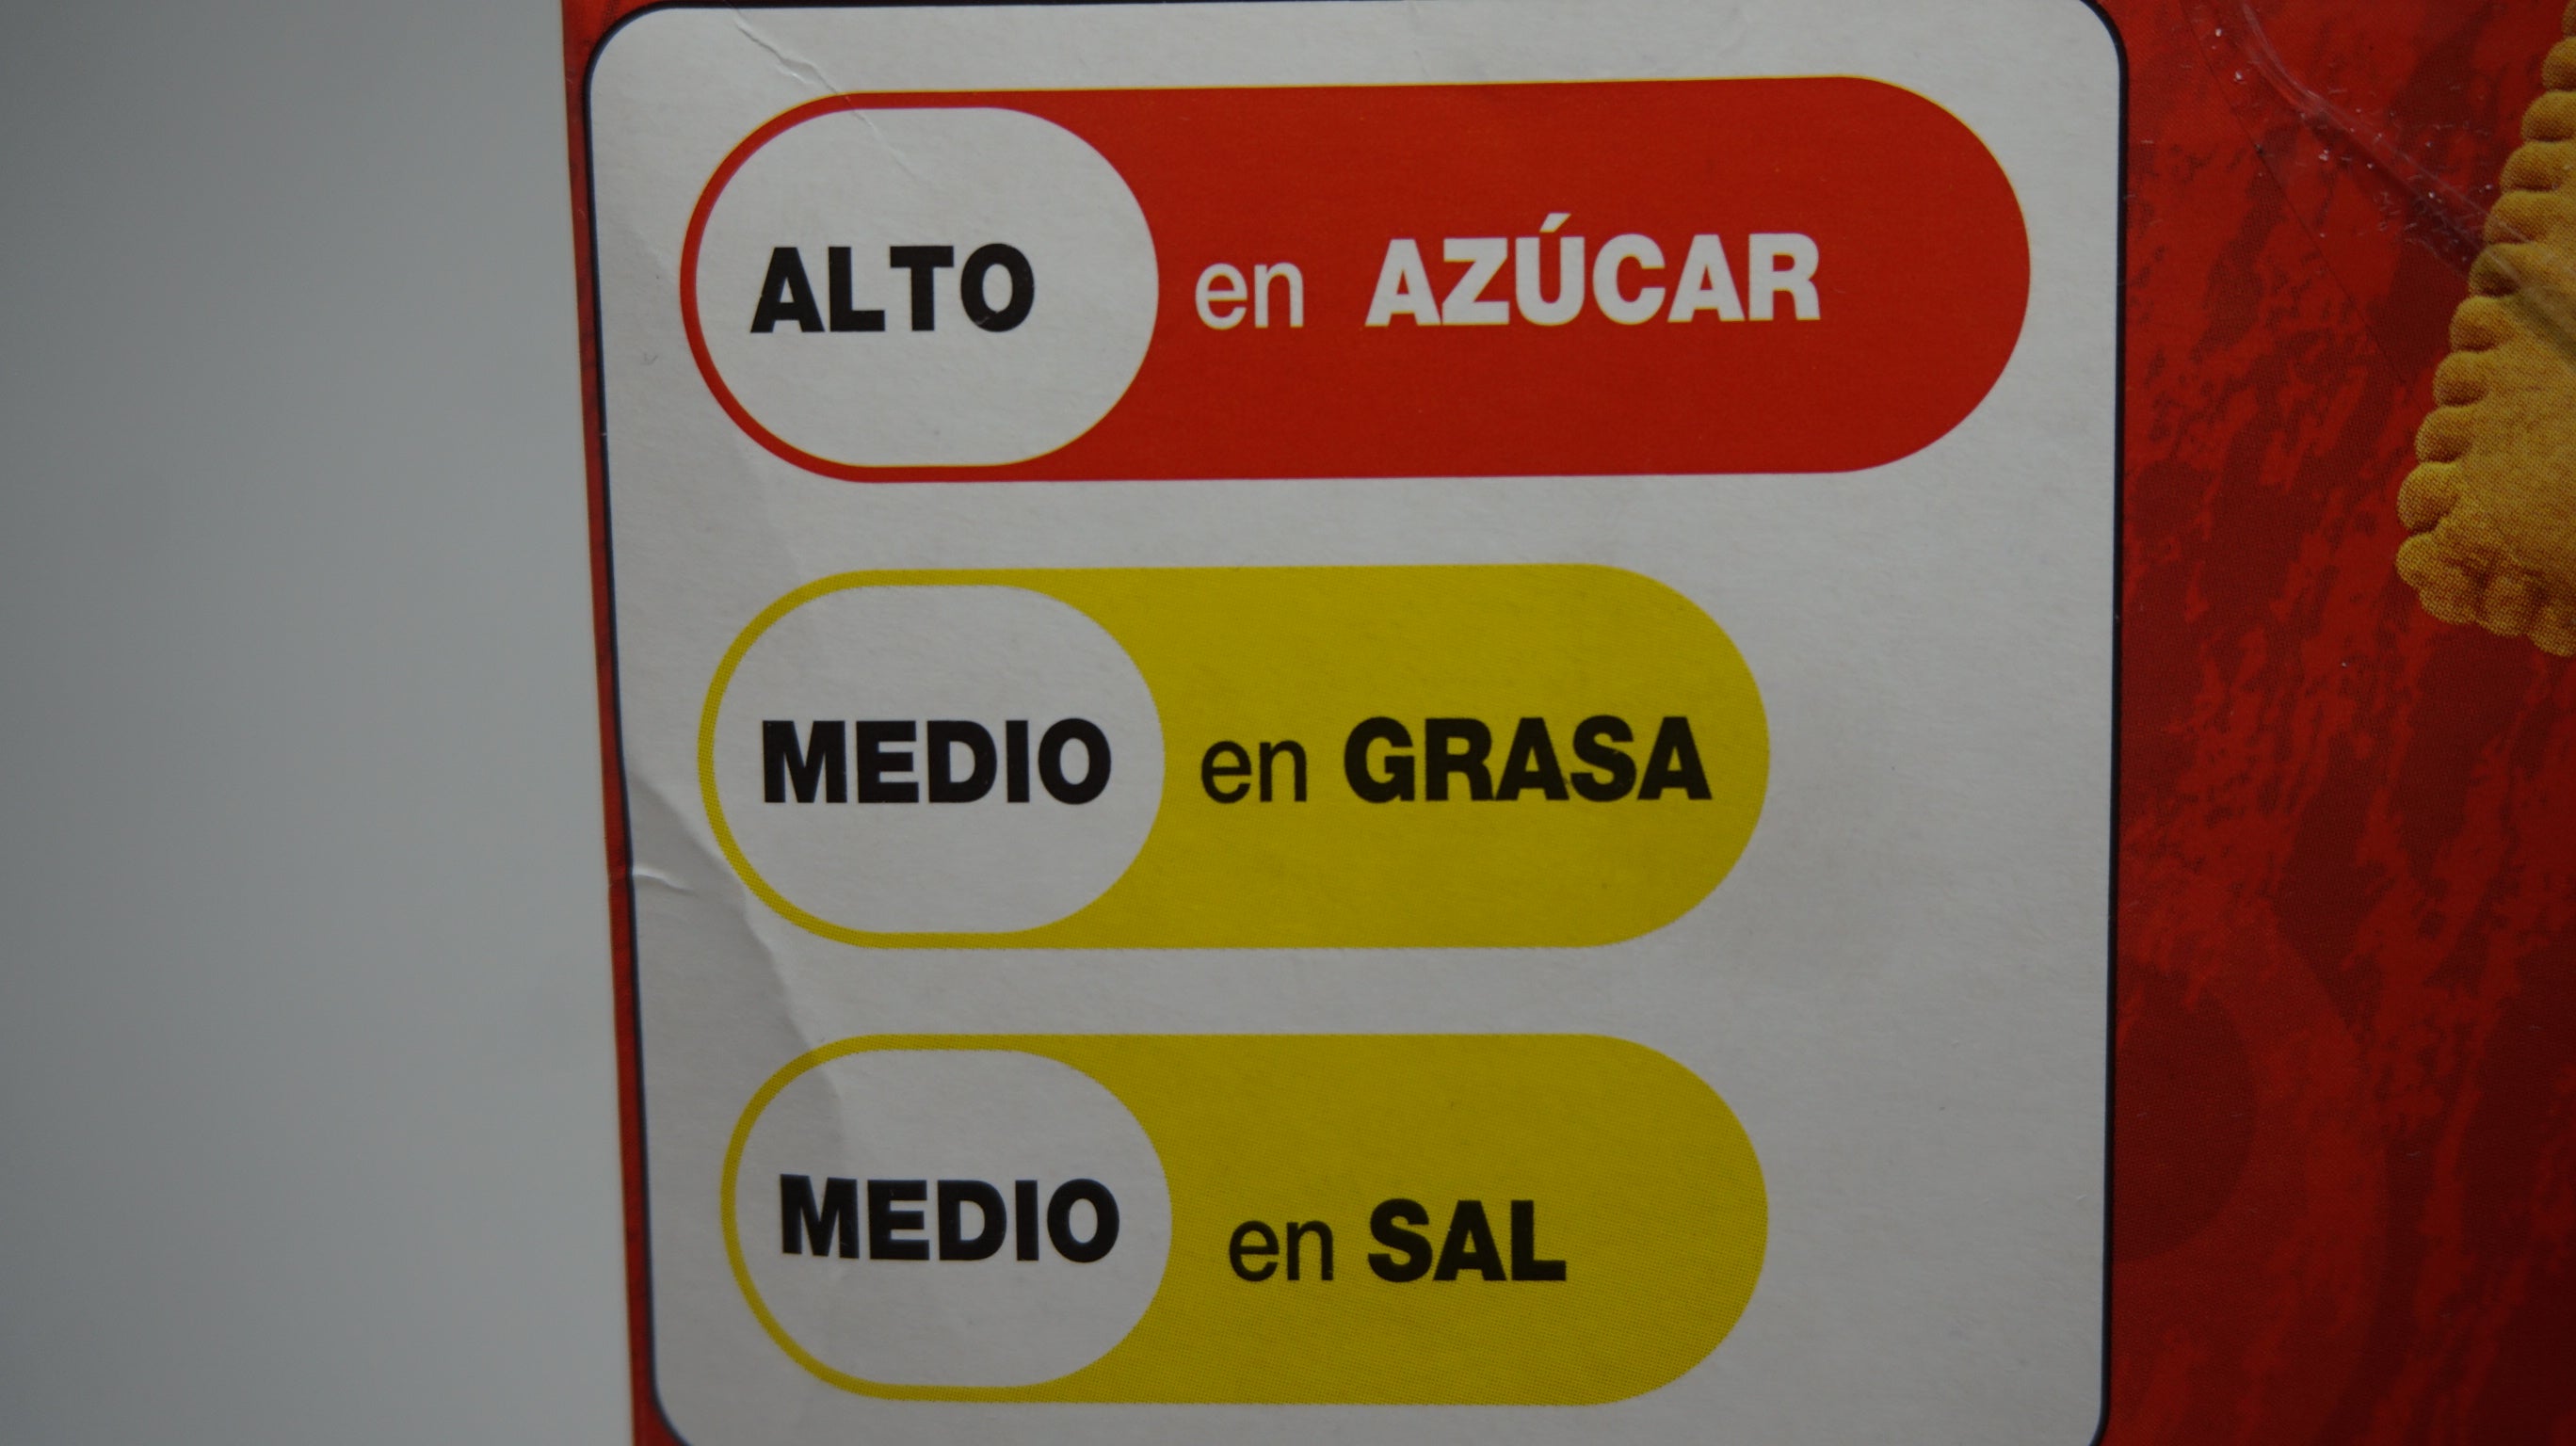 ALTO en AZÚCAR
MEDIO en GRASA
MEDIO en SAL